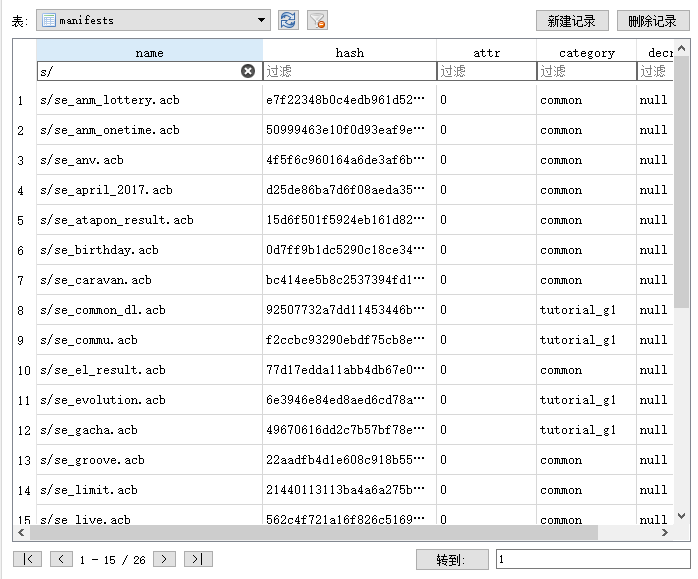 表: manifests 新建记录 删除记录
name hash attr category decr
s/ 过滤 过滤 过滤 过滤
1 s/se_anm_lottery.acb e7f22348b0c4edb961d52… 0 common null
2 s/se_anm_onetime.acb 50999463e10f0d93eaf9e… 0 common null
3 s/se_anv.acb 4f5f6c960164a6de3af6b… 0 common null
4 s/se_april_2017.acb d25de86ba7d6f08aeda35… 0 common null
5 s/se_atapon_result.acb 15d6f501f5924eb161d82… 0 common null
6 s/se_birthday.acb 0d7ff9b1dc5290c18ce34… 0 common null
7 s/se_caravan.acb bc414ee5b8c2537394fd1… 0 common null
8 s/se_common_dl.acb 92507732a7dd11453446b… 0 tutorial_g1 null
9 s/se_commu.acb f2ccbc93290ebdf75cb8e… 0 tutorial_g1 null
10 s/se_el_result.acb 77d17edda11abb4db67e0… 0 common null
11 s/se_evolution.acb 6e3946e84ed8aed6cd78a… 0 tutorial_g1 null
12 s/se_gacha.acb 49670616dd2c7b57bf78e… 0 tutorial_g1 null
13 s/se_groove.acb 22aadfb4d1e608c918b55… 0 common null
14 s/se_limit.acb 21440113113ba4a6a275b… 0 common null
15 s/se_live.acb 562c4f721a16f826c5169… 0 common null
|< < 1 - 15 / 26 > >| 转到: 1